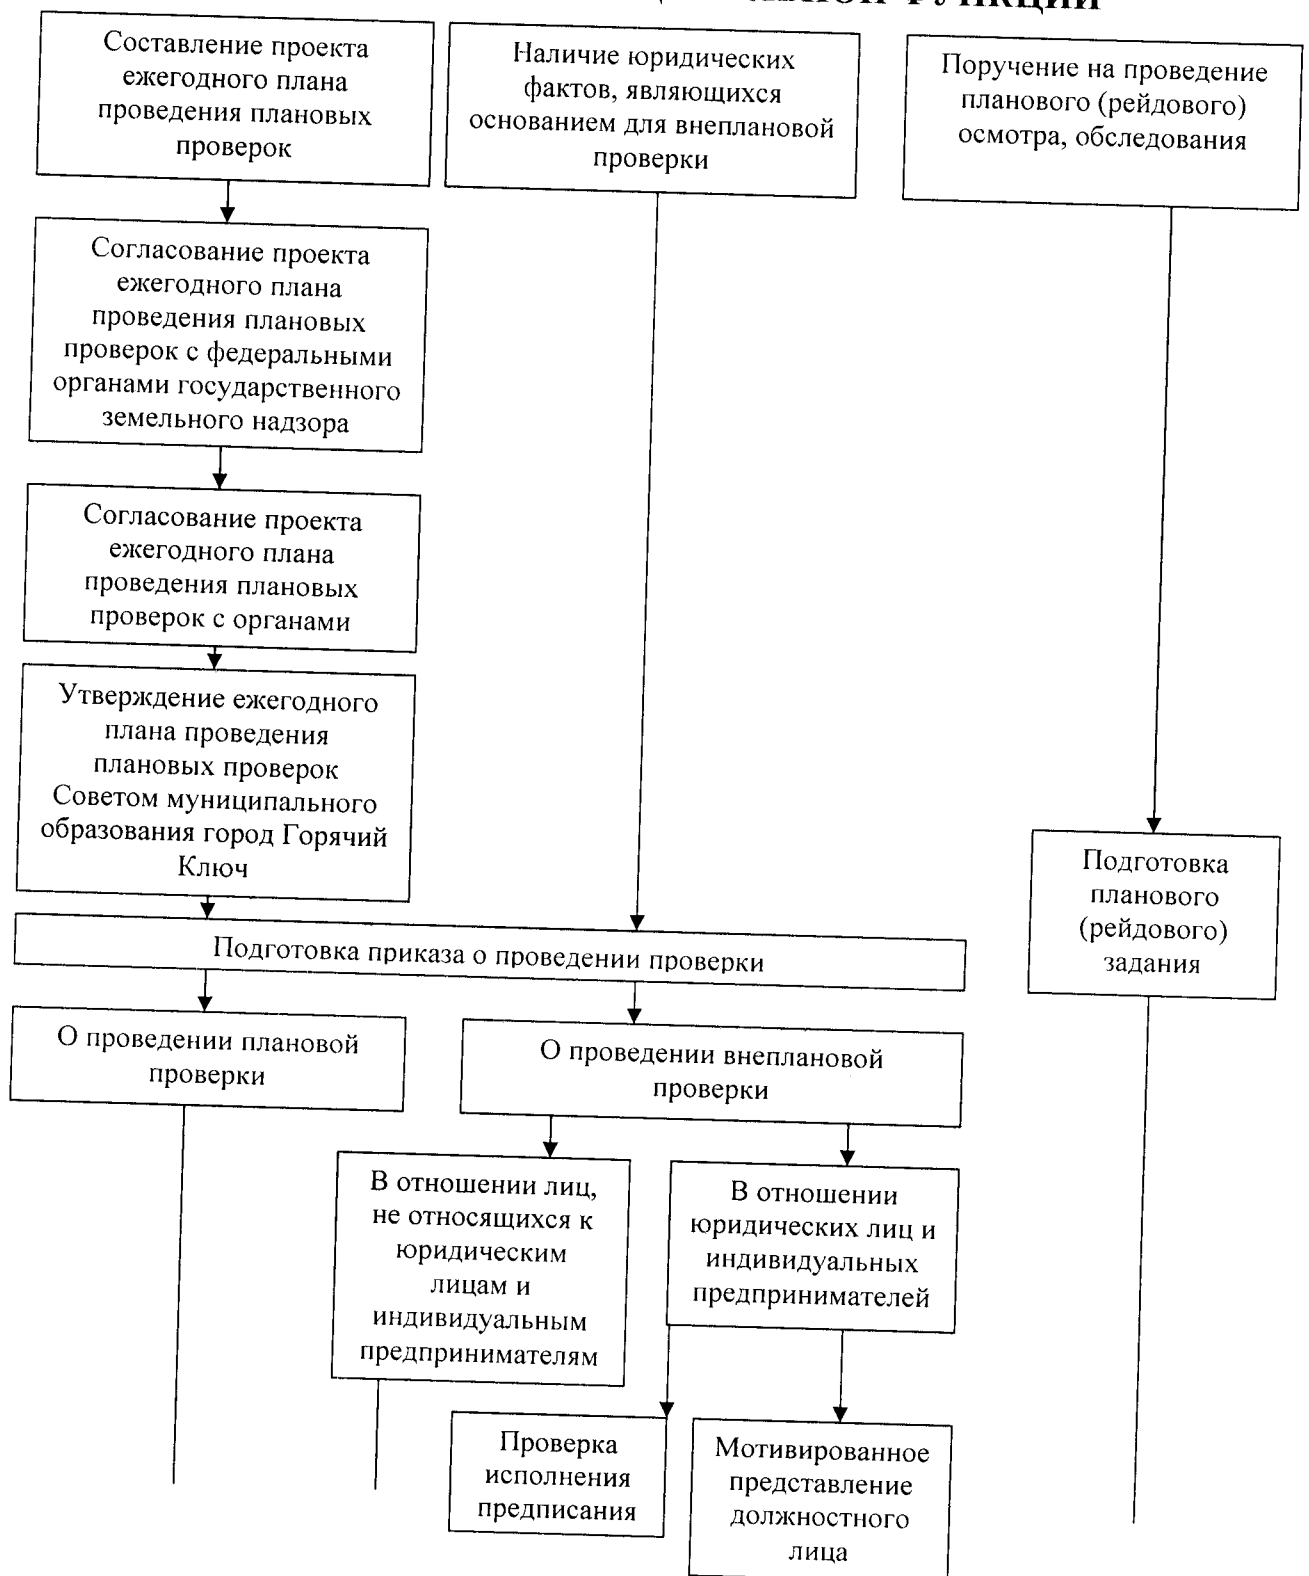 ФУНКЦИИ
Составление проекта
ежегодного плана
проведения плановых
проверок
Наличие юридических
фактов, являющихся
основанием для внеплановой
проверки
Поручение на проведение
планового (рейдового)
осмотра, обследования
Согласование проекта
ежегодного плана
проведения плановых
проверок с федеральными
органами государственного
земельного надзора
Согласование проекта
ежегодного плана
проведения плановых
проверок с органами
Утверждение ежегодного
плана проведения
плановых проверок
Советом муниципального
образования город Горячий
Ключ
Подготовка
планового
(рейдового)
задания
Подготовка приказа о проведении проверки
О проведении плановой
проверки
О проведении внеплановой
проверки
В отношении лиц,
не относящихся к
юридическим
лицам и
индивидуальным
предпринимателям
В отношении
юридических лиц и
индивидуальных
предпринимателей
Проверка
исполнения
предписания
Мотивированное
представление
должностного
лица